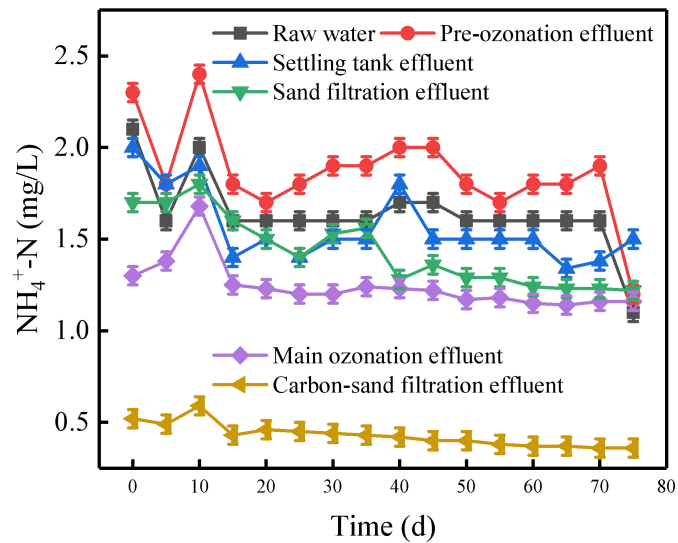 Raw water Pre-ozonation effluent
Settling tank effluent
Sand filtration effluent
2.5
2.0
1.5
1.0
0.5
NH₄⁺-N (mg/L)
Main ozonation effluent
Carbon-sand filtration effluent
0 10 20 30 40 50 60 70 80
Time (d)